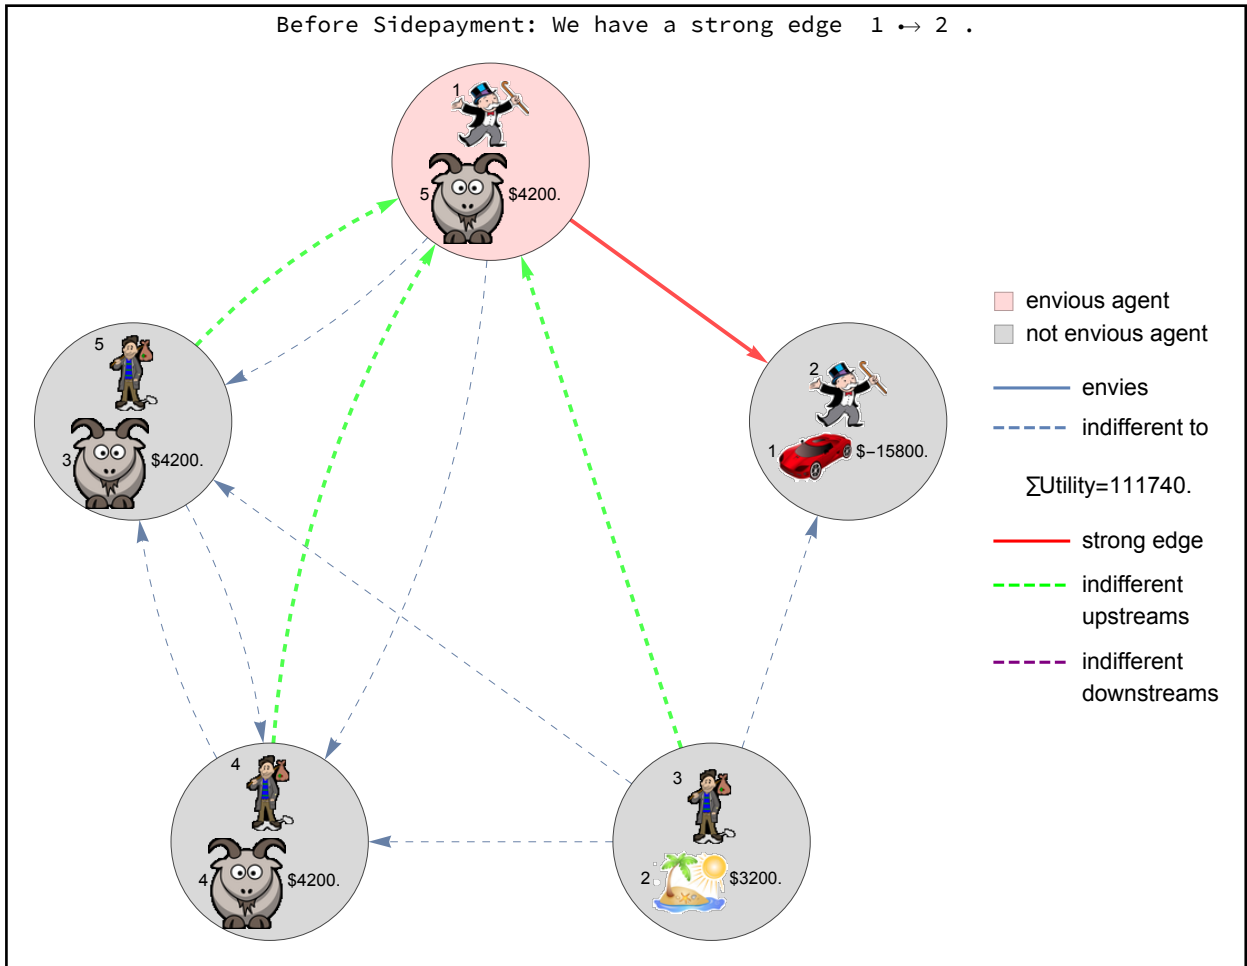 Before Sidepayment: We have a strong edge 1 ↦ 2 .
1
5 $4200.
5
3 $4200.
2
1 $−15800.
4
4 $4200.
3
2 $3200.
envious agent
not envious agent
envies
indifferent to
∑Utility=111740.
strong edge
indifferent
upstreams
indifferent
downstreams